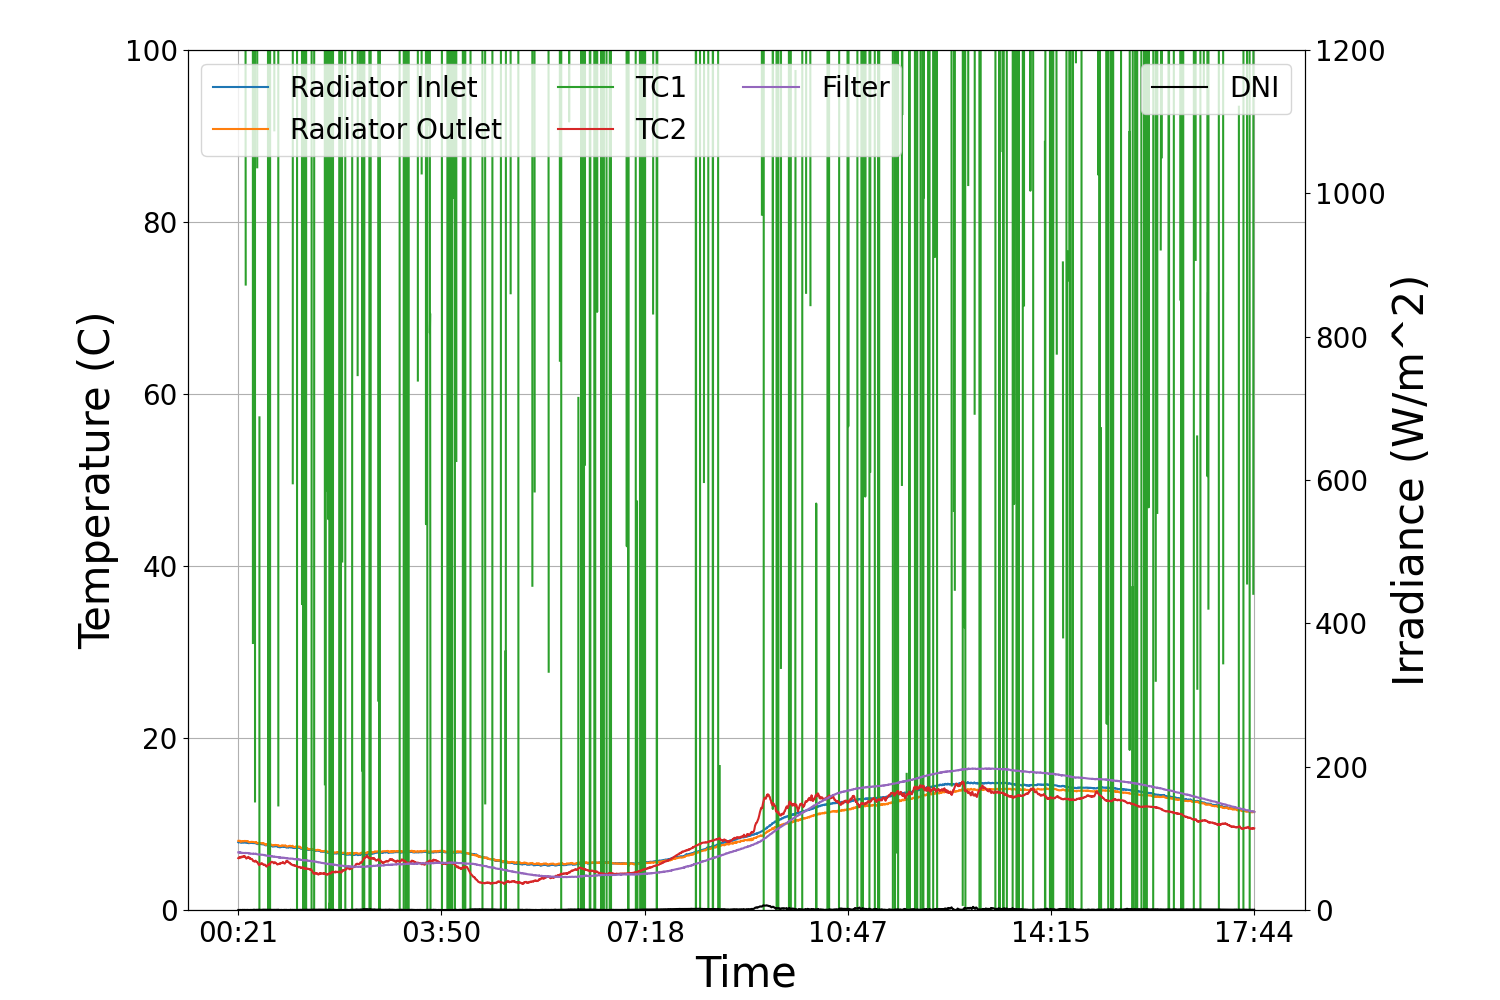 Radiator Inlet
Radiator Outlet
TC1
TC2
Filter
DNI
100
80
60
40
20
0
Temperature (C)
1200
1000
800
600
400
200
0
Irradiance (W/m^2)
00:21 03:50 07:18 10:47 14:15 17:44
Time